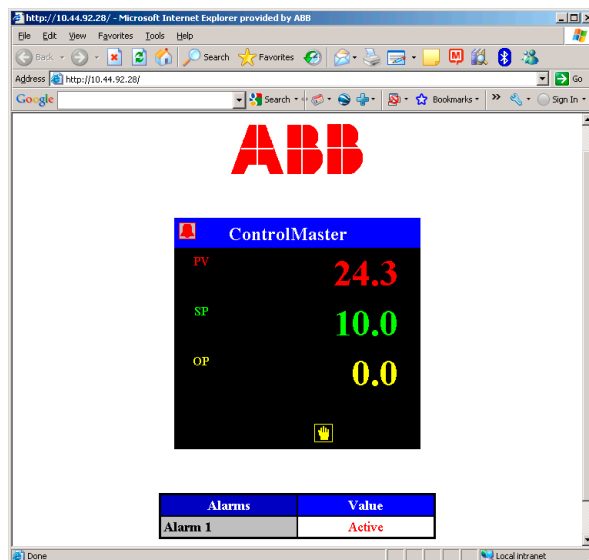 http://10.44.92.28/ - Microsoft Internet Explorer provided by ABB
File Edit View Favorites Tools Help
Back Search Favorites
Address http://10.44.92.28/ Go
Google Search Bookmarks Sign In
ABB
ControlMaster
PV 24.3
SP 10.0
OP 0.0
Alarms Value
Alarm 1 Active
Done Local intranet